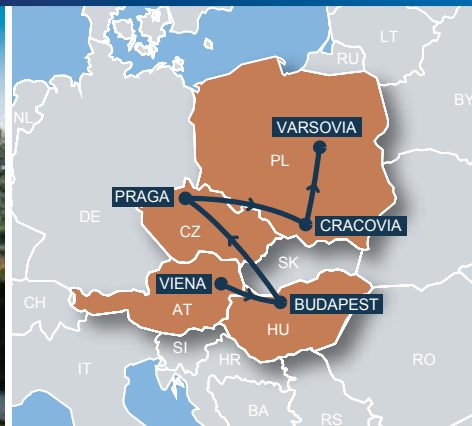 LT
RU
NL
BY
VARSOVIA
PL
PRAGA
DE
CRACOVIA
CZ
SK
VIENA
CH
AT
BUDAPEST
HU
SI
HR
RO
IT
BA
RS